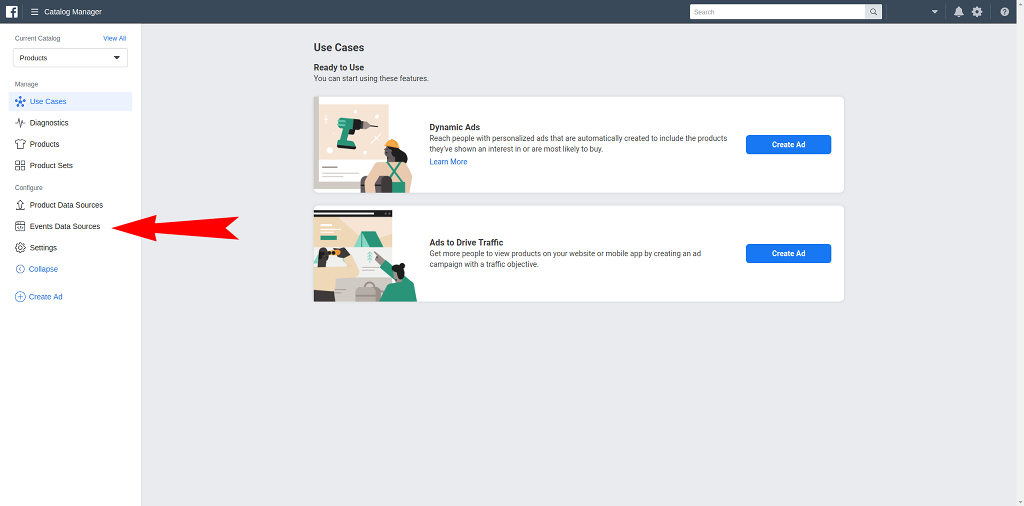 Catalog Manager
Search
Current Catalog View All
Products
Manage
Use Cases
Diagnostics
Products
Product Sets
Configure
Product Data Sources
Events Data Sources
Settings
Collapse
Create Ad
Use Cases
Ready to Use
You can start using these features.
Dynamic Ads
Reach people with personalized ads that are automatically created to include the products
they've shown an interest in or are most likely to buy.
Learn More
Create Ad
Ads to Drive Traffic
Get more people to view products on your website or mobile app by creating an ad
campaign with a traffic objective.
Create Ad